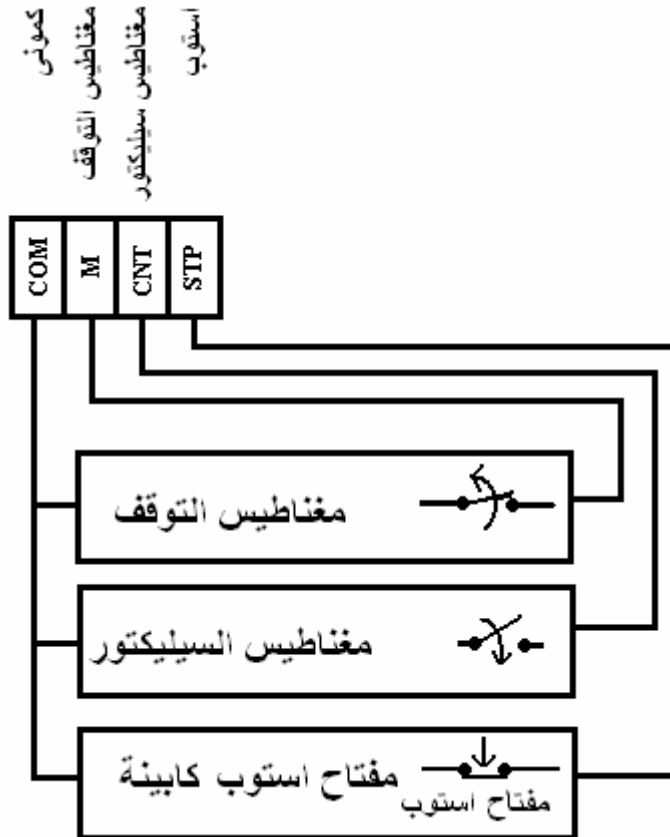 كمونى
مغناطيس التوقف
مغناطيس سيليكتور
استوب
COM
M
CNT
STP
مغناطيس التوقف
مغناطيس السيليكتور
مفتاح استوب كابينة
مفتاح استوب